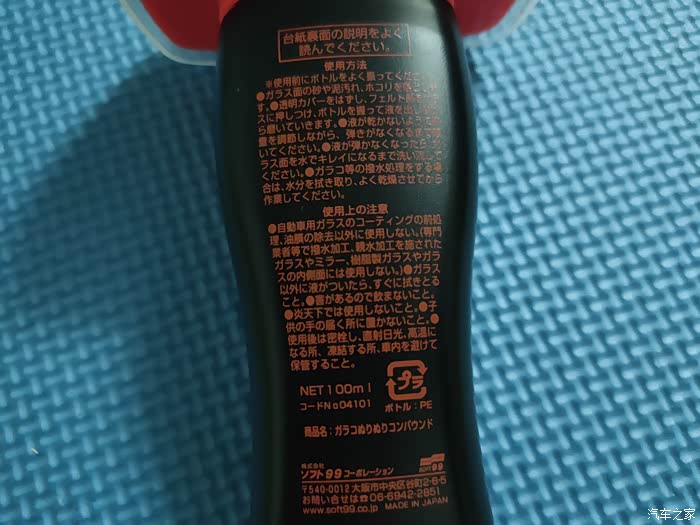 台紙裏面の説明をよく
読んでください。
使用方法
※使用前にボトルをよく振ってください。
●ガラス面の砂や泥汚れ、ホコリを落とし
す。●透明カバーをはずし、フェルト部を
スに押しつけ、ボトルを握って液を出し
ら磨いていきます。●液が乾かないよう
量を調節しながら、弾きがなくなるまで
いてください。●液が弾かなくなったら
ラス面を水でキレイになるまで洗い流して
ください。●ガラコ等の撥水処理をする場
合は、水分を拭き取り、よく乾燥させてから
作業してください。
使用上の注意
●自動車用ガラスのコーティングの前処
理、油膜の除去以外に使用しない。(専門
業者等で撥水加工、親水加工を施された
ガラスやミラー、樹脂製ガラスやガラ
スの内側面には使用しない。)●ガラス
以外に液がついたら、すぐに拭きとる
こと。●害があるので飲まないこと。
●炎天下では使用しないこと。●子
供の手の届く所に置かないこと。●
使用後は密栓し、直射日光、高温に
なる所、凍結する所、車内を避けて
保管すること。
NET100ml
コードNo04101
プラ
ボトル:PE
商品名:ガラコぬりぬりコンパウンド
株式会社
ソフト99コーポレーション
SOFT99
〒540-0012大阪市中央区谷町2-6-5
お問い合せは☎06-6942-2851
www.soft99.co.jp MADE IN JAPAN
汽车之家